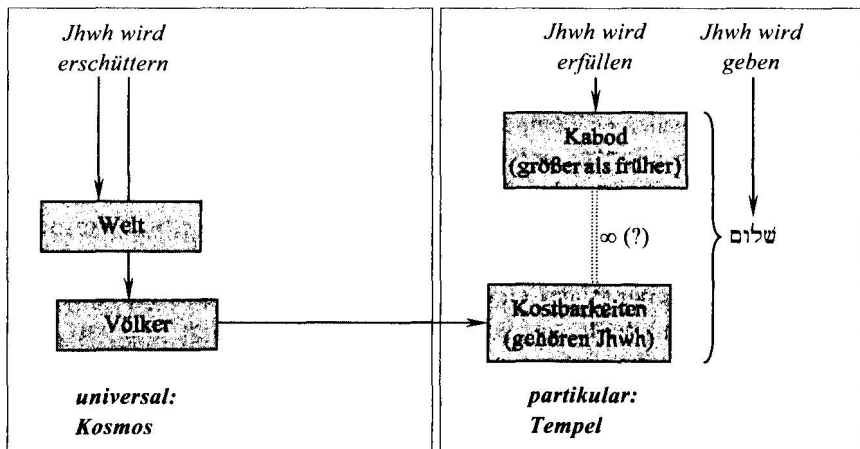 Jhwh wird
erschüttern
Welt
Völker
universal:
Kosmos
Jhwh wird
erfüllen
Jhwh wird
geben
Kabod
(größer als früher)
∞ (?)
שלום
Kostbarkeiten
(gehören Jhwh)
partikular:
Tempel